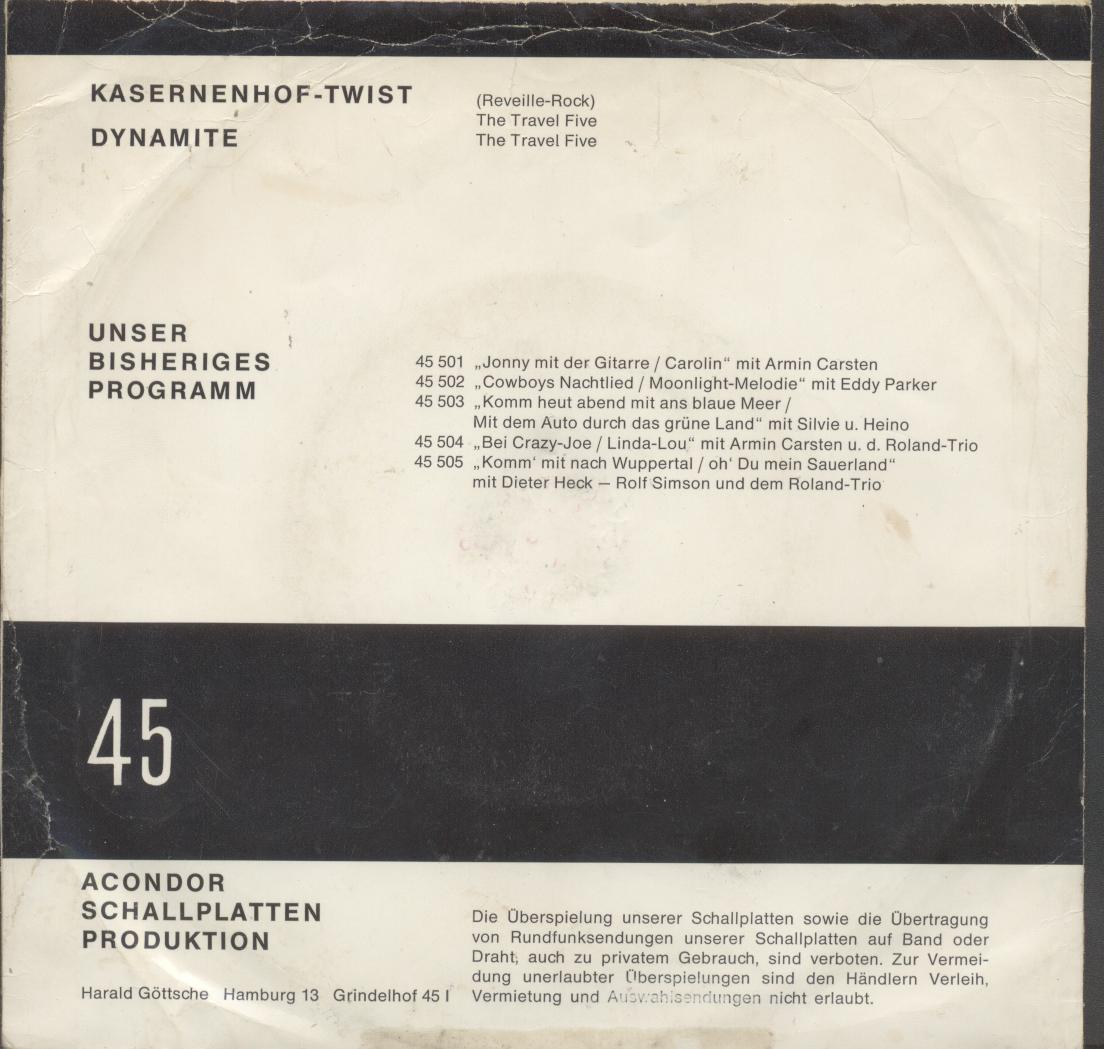 KASERNENHOF-TWIST
(Reveille-Rock)
The Travel Five
DYNAMITE
The Travel Five
UNSER
BISHERIGES
PROGRAMM
45 501 „Jonny mit der Gitarre / Carolin“ mit Armin Carsten
45 502 „Cowboys Nachtlied / Moonlight-Melodie“ mit Eddy Parker
45 503 „Komm heut abend mit ans blaue Meer /
Mit dem Auto durch das grüne Land“ mit Silvie u. Heino
45 504 „Bei Crazy-Joe / Linda-Lou“ mit Armin Carsten u. d. Roland-Trio
45 505 „Komm‘ mit nach Wuppertal / oh‘ Du mein Sauerland“
mit Dieter Heck – Rolf Simson und dem Roland-Trio
45
ACONDOR
SCHALLPLATTEN
PRODUKTION
Harald Göttsche Hamburg 13 Grindelhof 45 I
Die Überspielung unserer Schallplatten sowie die Übertragung
von Rundfunksendungen unserer Schallplatten auf Band oder
Draht, auch zu privatem Gebrauch, sind verboten. Zur Vermei-
dung unerlaubter Überspielungen sind den Händlern Verleih,
Vermietung und Auswahlsendungen nicht erlaubt.